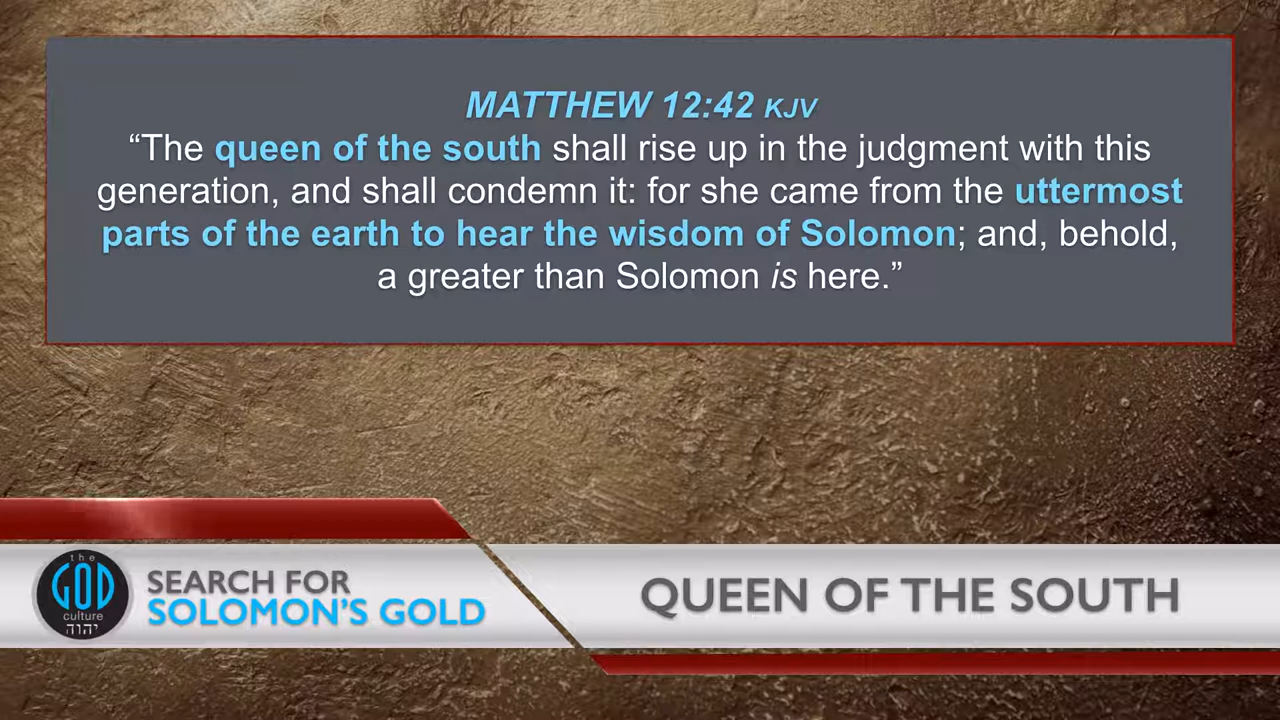 MATTHEW 12:42 KJV
“The queen of the south shall rise up in the judgment with this
generation, and shall condemn it: for she came from the uttermost
parts of the earth to hear the wisdom of Solomon; and, behold,
a greater than Solomon is here.”
the
GOD
culture
יהוה
SEARCH FOR
SOLOMON’S GOLD
QUEEN OF THE SOUTH